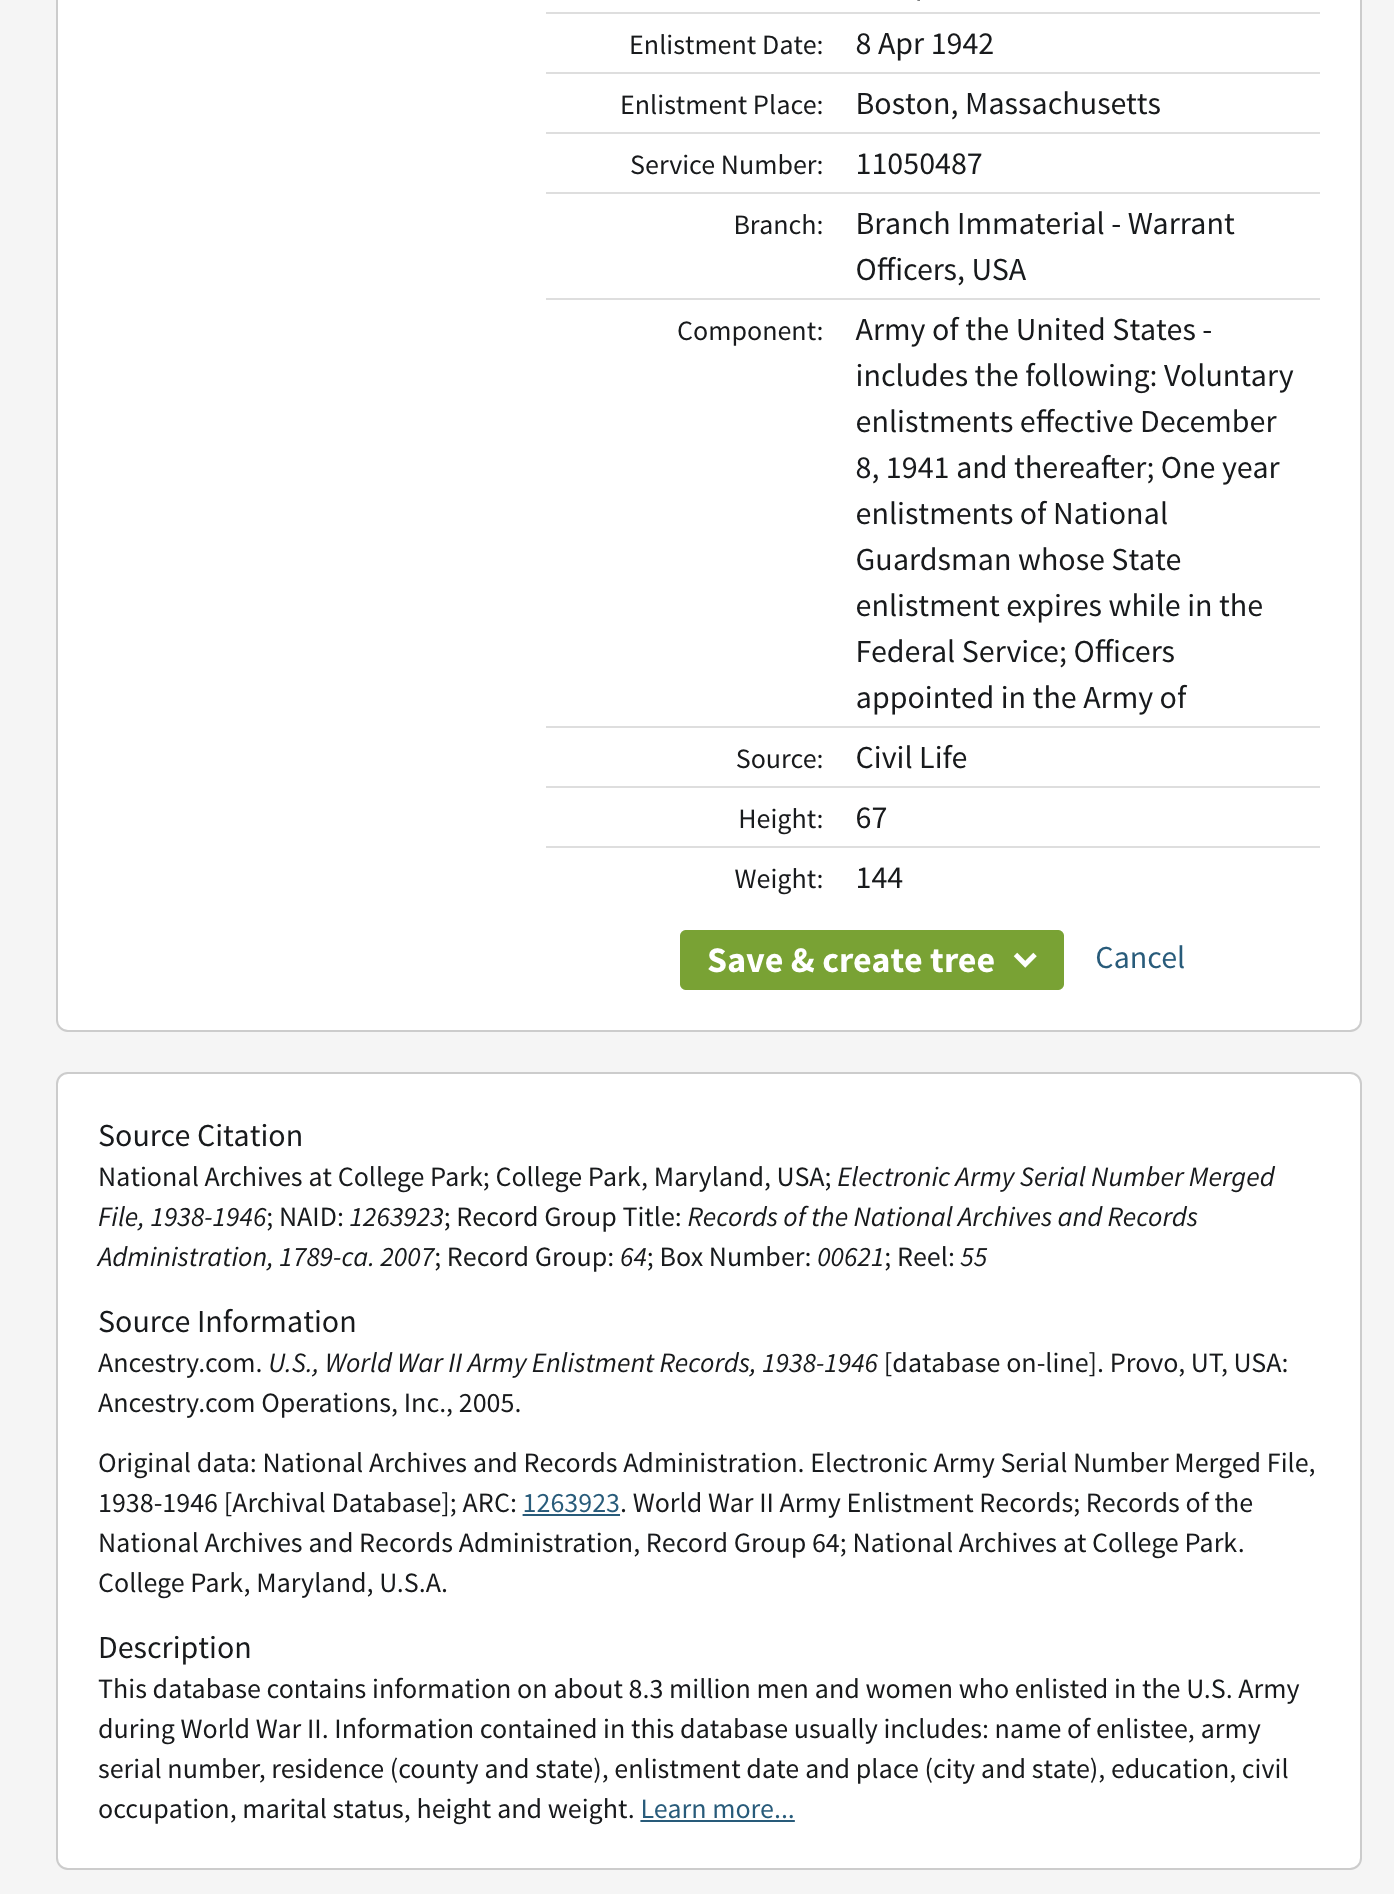 Enlistment Date: 8 Apr 1942
Enlistment Place: Boston, Massachusetts
Service Number: 11050487
Branch: Branch Immaterial - Warrant
Officers, USA
Component: Army of the United States -
includes the following: Voluntary
enlistments effective December
8, 1941 and thereafter; One year
enlistments of National
Guardsman whose State
enlistment expires while in the
Federal Service; Officers
appointed in the Army of
Source: Civil Life
Height: 67
Weight: 144
Save & create tree Cancel
Source Citation
National Archives at College Park; College Park, Maryland, USA; Electronic Army Serial Number Merged
File, 1938-1946; NAID: 1263923; Record Group Title: Records of the National Archives and Records
Administration, 1789-ca. 2007; Record Group: 64; Box Number: 00621; Reel: 55
Source Information
Ancestry.com. U.S., World War II Army Enlistment Records, 1938-1946 [database on-line]. Provo, UT, USA:
Ancestry.com Operations, Inc., 2005.
Original data: National Archives and Records Administration. Electronic Army Serial Number Merged File,
1938-1946 [Archival Database]; ARC: 1263923. World War II Army Enlistment Records; Records of the
National Archives and Records Administration, Record Group 64; National Archives at College Park.
College Park, Maryland, U.S.A.
Description
This database contains information on about 8.3 million men and women who enlisted in the U.S. Army
during World War II. Information contained in this database usually includes: name of enlistee, army
serial number, residence (county and state), enlistment date and place (city and state), education, civil
occupation, marital status, height and weight. Learn more...